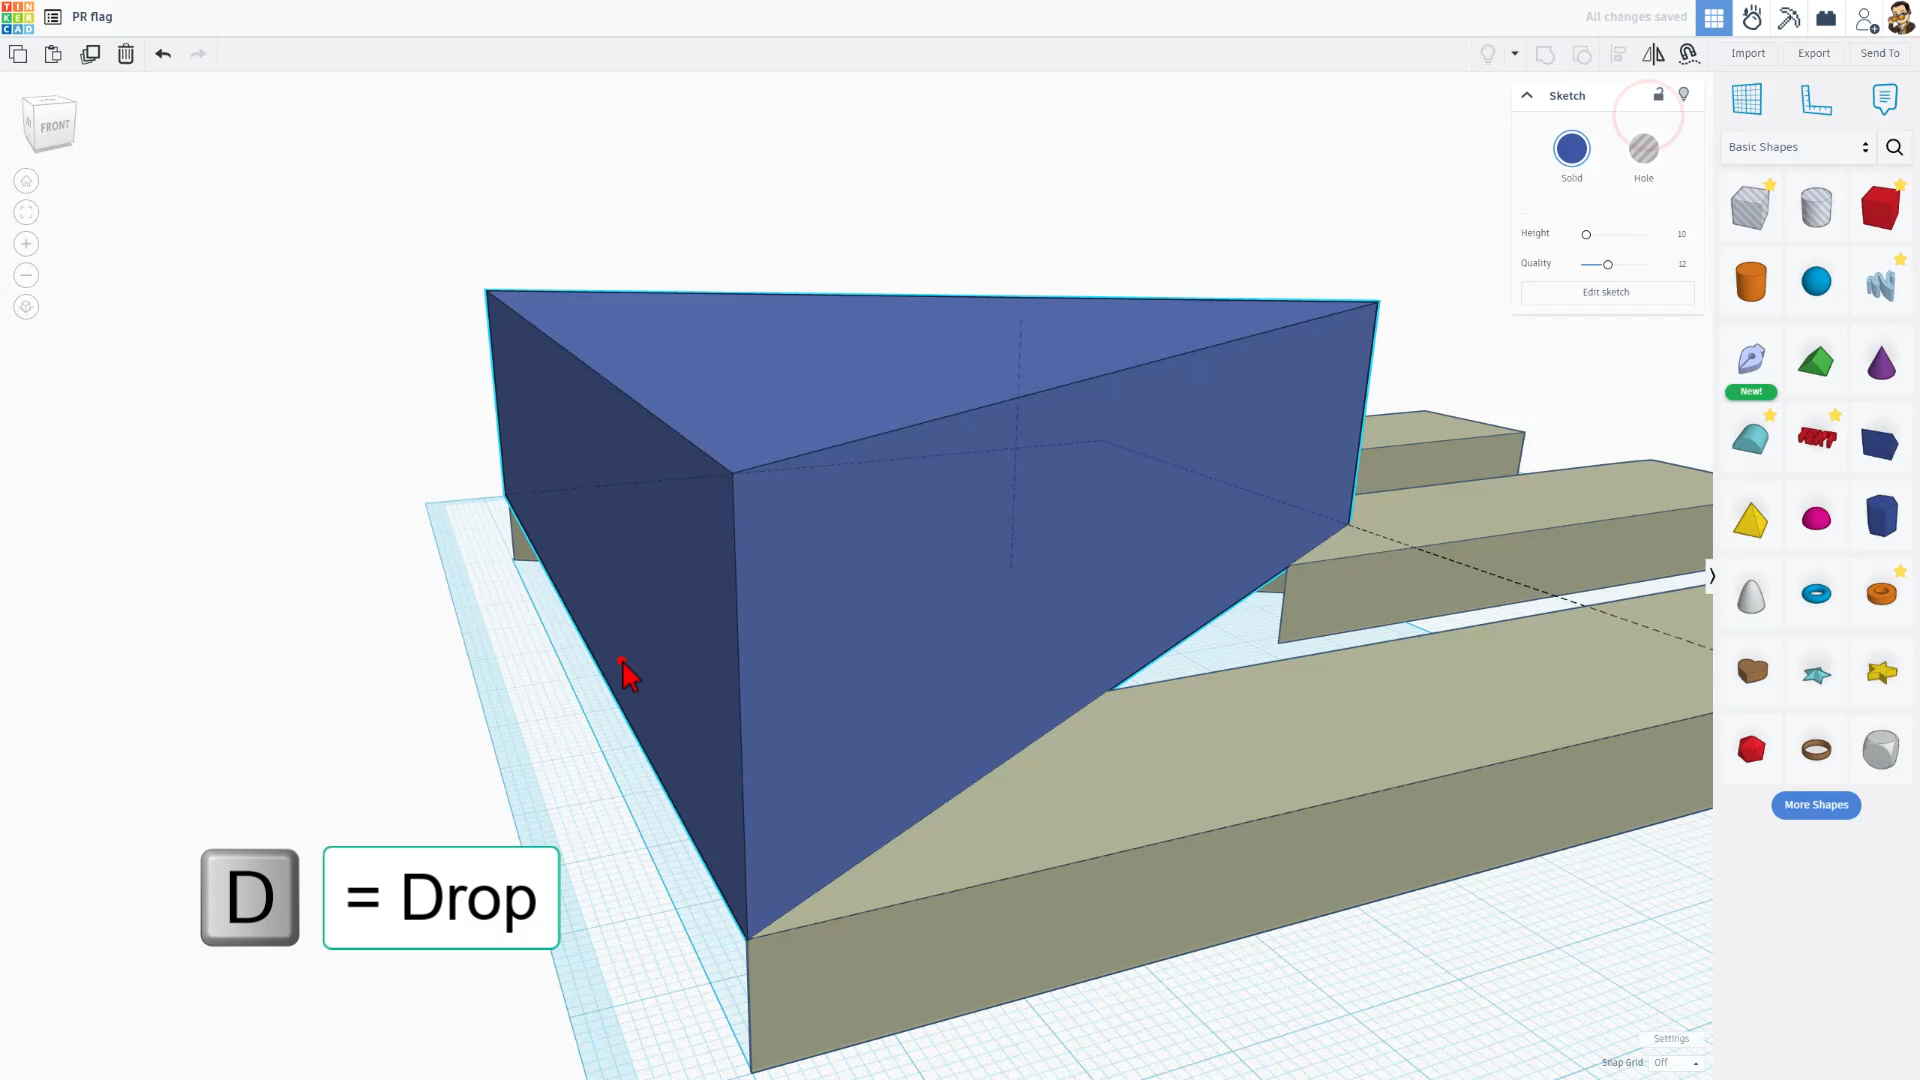 TIN
KER
CAD
PR flag
All changes saved
Import
Export
Send To
FRONT
Sketch
Solid
Hole
Height
10
Quality
12
Edit sketch
Basic Shapes
New!
TEXT
More Shapes
D
= Drop
Settings
Snap Grid
Off